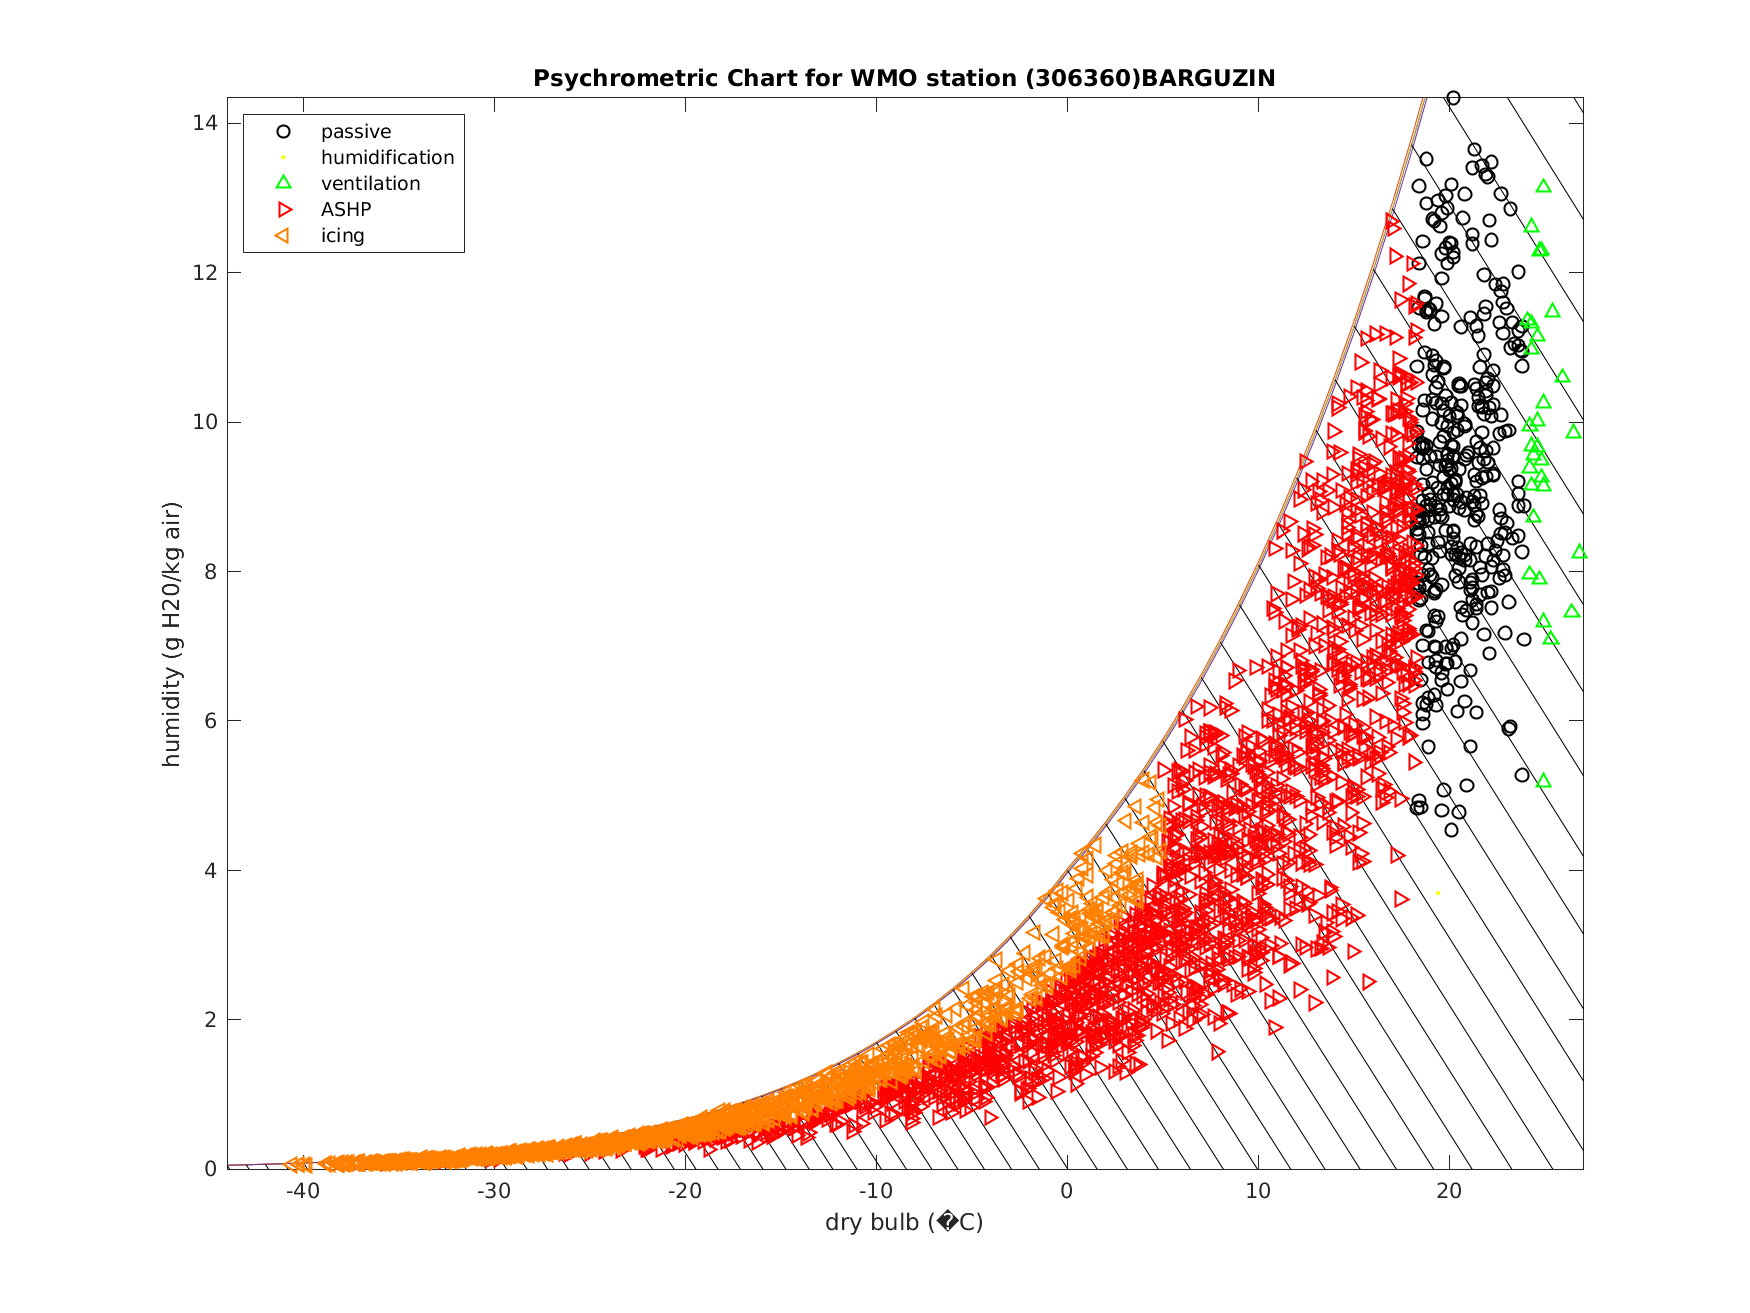 Psychrometric Chart for WMO station (306360)BARGUZIN
14
12
10
8
6
4
2
0
humidity (g H20/kg air)
passive
humidification
ventilation
ASHP
icing
-40 -30 -20 -10 0 10 20
dry bulb (�C)